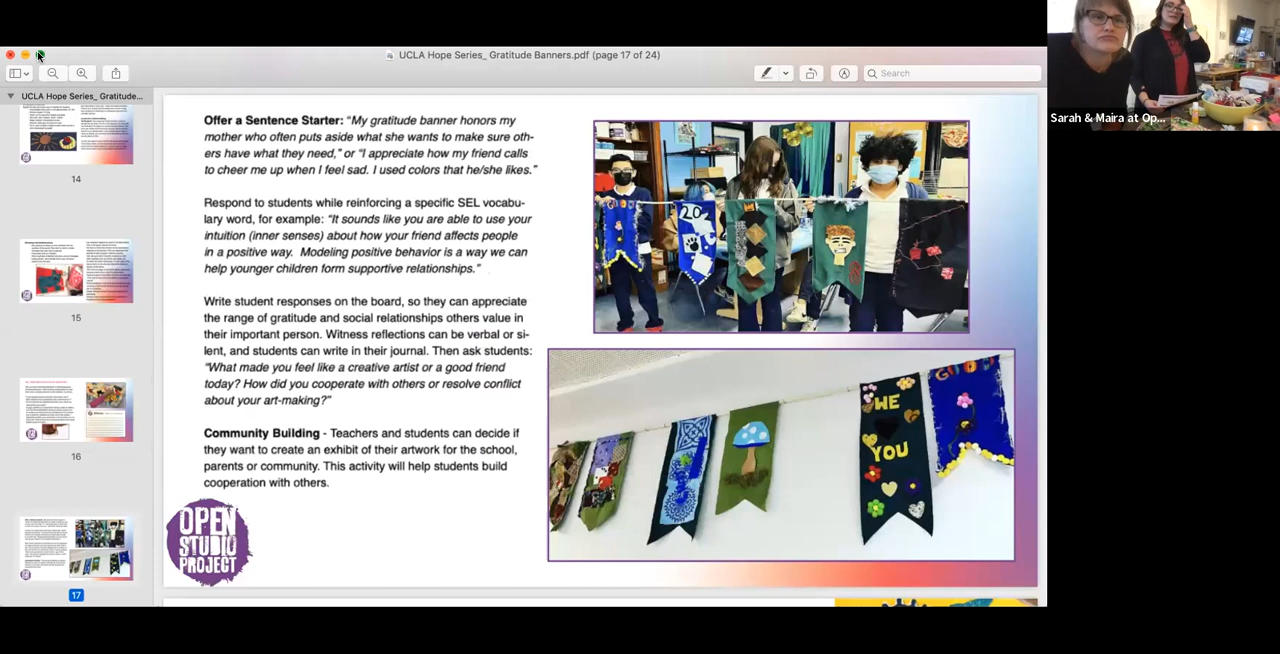 UCLA Hope Series_ Gratitude Banners.pdf (page 17 of 24)
Search
UCLA Hope Series_ Gratitude...
14
15
16
17
Offer a Sentence Starter: “My gratitude banner honors my
mother who often puts aside what she wants to make sure oth-
ers have what they need,” or “I appreciate how my friend calls
to cheer me up when I feel sad. I used colors that he/she likes.”
Respond to students while reinforcing a specific SEL vocabu-
lary word, for example: “It sounds like you are able to use your
intuition (inner senses) about how your friend affects people
in a positive way.  Modeling positive behavior is a way we can
help younger children form supportive relationships.”
Write student responses on the board, so they can appreciate
the range of gratitude and social relationships others value in
their important person. Witness reflections can be verbal or si-
lent, and students can write in their journal. Then ask students:
“What made you feel like a creative artist or a good friend
today? How did you cooperate with others or resolve conflict
about your art-making?”
Community Building - Teachers and students can decide if
they want to create an exhibit of their artwork for the school,
parents or community. This activity will help students build
cooperation with others.
OPEN
STUDIO
PROJECT
WE
YOU
Sarah & Maira at Op...